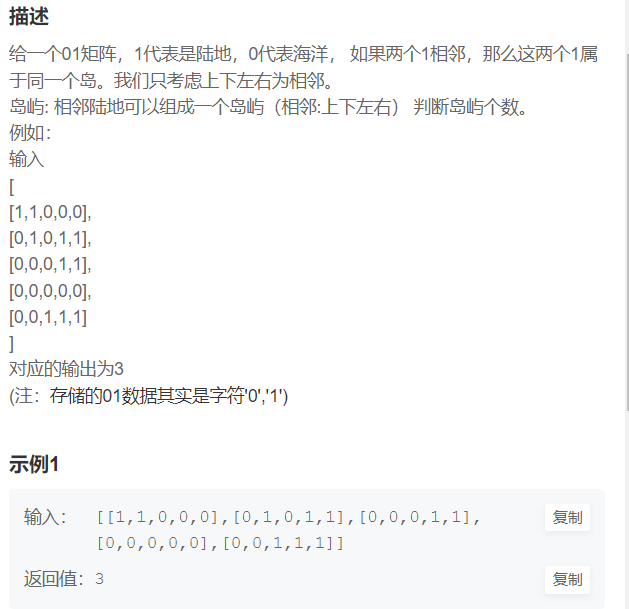 描述
给一个01矩阵，1代表是陆地，0代表海洋， 如果两个1相邻，那么这两个1属
于同一个岛。我们只考虑上下左右为相邻。
岛屿: 相邻陆地可以组成一个岛屿（相邻:上下左右） 判断岛屿个数。
例如：
输入
[
[1,1,0,0,0],
[0,1,0,1,1],
[0,0,0,1,1],
[0,0,0,0,0],
[0,0,1,1,1]
]
对应的输出为3
(注：存储的01数据其实是字符'0','1')
示例1
输入： [[1,1,0,0,0],[0,1,0,1,1],[0,0,0,1,1], 复制
[0,0,0,0,0],[0,0,1,1,1]]
返回值：3 复制